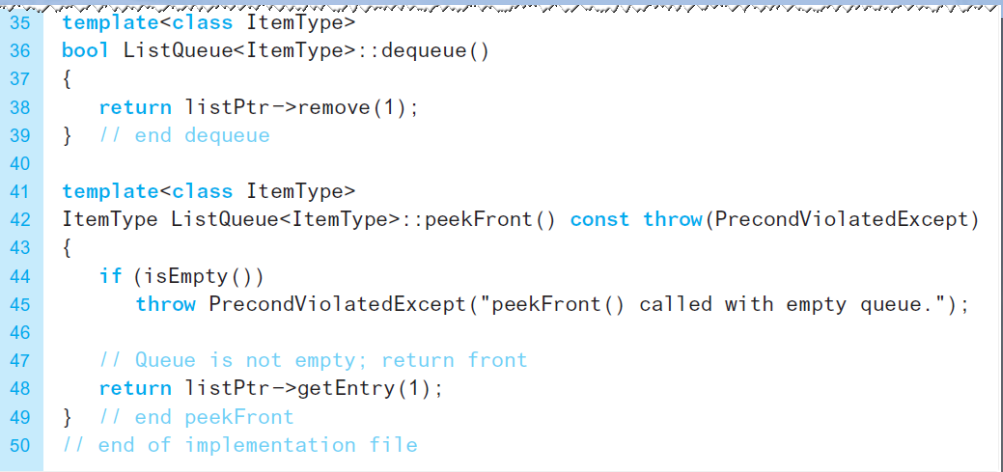 35 template<class ItemType>
36 bool ListQueue<ItemType>::dequeue()
37 {
38    return listPtr->remove(1);
39 }  // end dequeue
40
41 template<class ItemType>
42 ItemType ListQueue<ItemType>::peekFront() const throw(PrecondViolatedExcept)
43 {
44    if (isEmpty())
45       throw PrecondViolatedExcept("peekFront() called with empty queue.");
46
47    // Queue is not empty; return front
48    return listPtr->getEntry(1);
49 }  // end peekFront
50 // end of implementation file